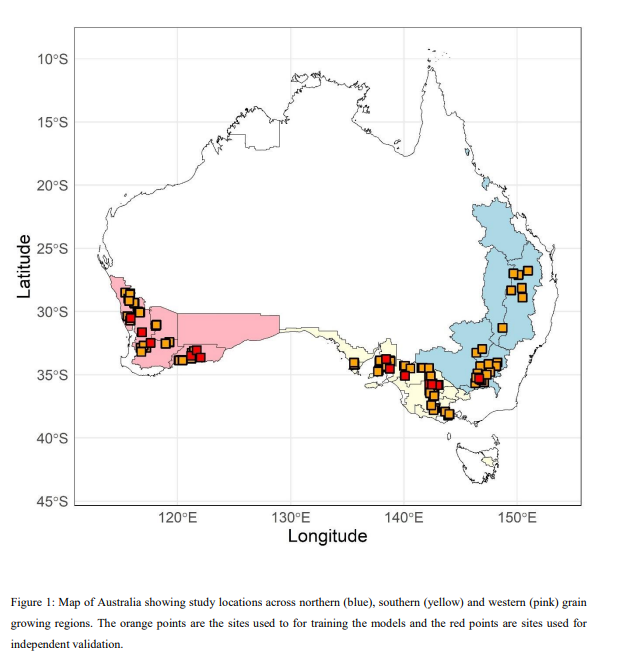 10°S
15°S
20°S
25°S
30°S
35°S
40°S
45°S
Latitude
120°E 130°E 140°E 150°E
Longitude
Figure 1: Map of Australia showing study locations across northern (blue), southern (yellow) and western (pink) grain
growing regions. The orange points are the sites used to for training the models and the red points are sites used for
independent validation.